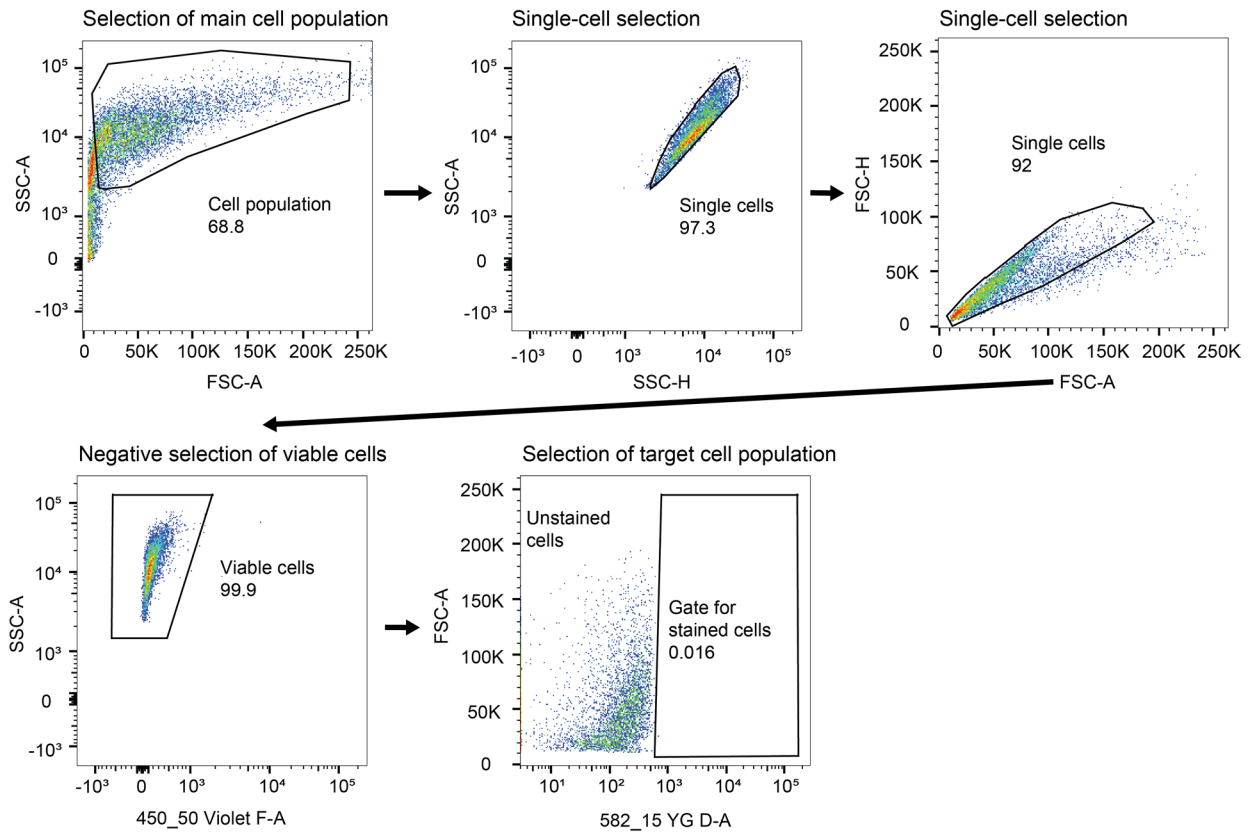 Selection of main cell population
10⁵
10⁴
10³
0
-10³
SSC-A
Cell population
68.8
0 50K 100K 150K 200K 250K
FSC-A
Single-cell selection
10⁵
10⁴
10³
0
-10³
SSC-A
Single cells
97.3
-10³ 0 10³ 10⁴ 10⁵
SSC-H
Single-cell selection
250K
200K
150K
100K
50K
0
FSC-H
Single cells
92
0 50K 100K 150K 200K 250K
FSC-A
Negative selection of viable cells
10⁵
10⁴
10³
0
-10³
SSC-A
Viable cells
99.9
-10³ 0 10³ 10⁴ 10⁵
450_50 Violet F-A
Selection of target cell population
250K
200K
150K
100K
50K
0
FSC-A
Unstained
cells
Gate for
stained cells
0.016
10¹ 10² 10³ 10⁴ 10⁵
582_15 YG D-A